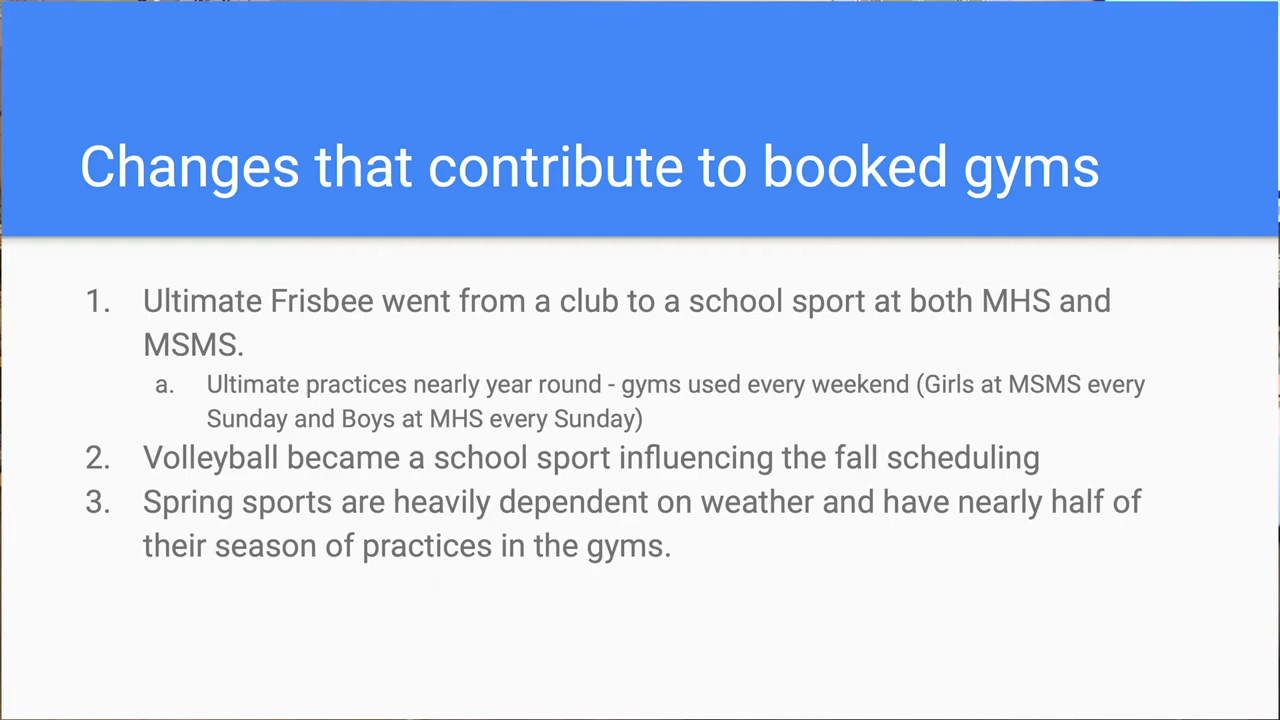 Changes that contribute to booked gyms
1. Ultimate Frisbee went from a club to a school sport at both MHS and
MSMS.
a. Ultimate practices nearly year round - gyms used every weekend (Girls at MSMS every
Sunday and Boys at MHS every Sunday)
2. Volleyball became a school sport influencing the fall scheduling
3. Spring sports are heavily dependent on weather and have nearly half of
their season of practices in the gyms.